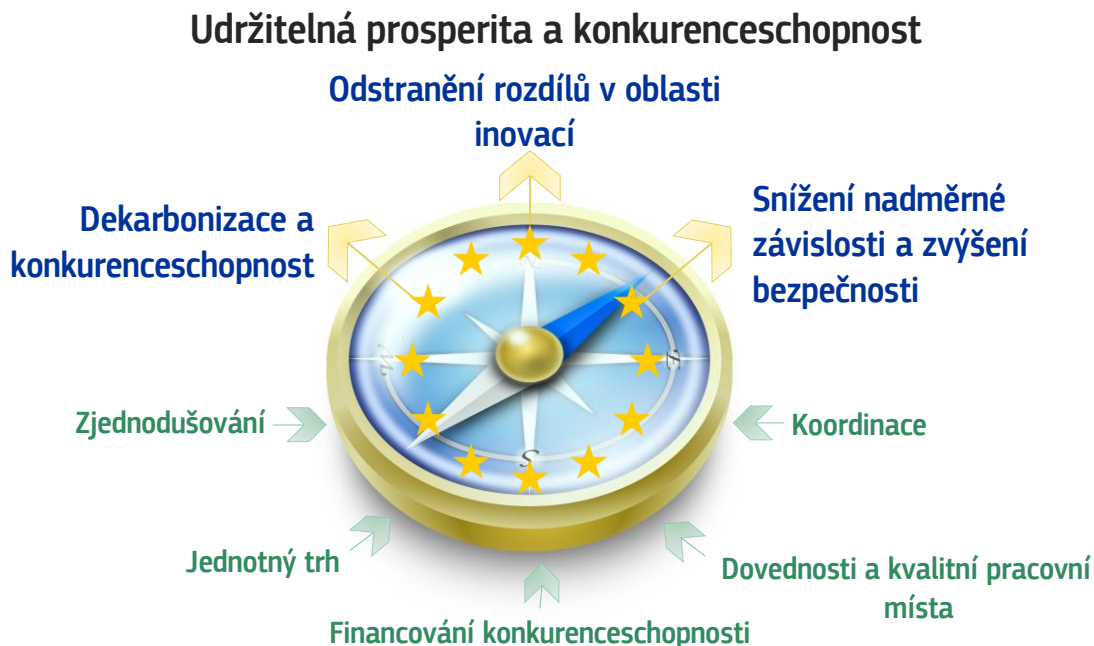 Udržitelná prosperita a konkurenceschopnost
Odstranění rozdílů v oblasti
inovací
Dekarbonizace a
konkurenceschopnost
Snížení nadměrné
závislosti a zvýšení
bezpečnosti
W
E
S
Zjednodušování
Koordinace
Jednotný trh
Dovednosti a kvalitní pracovní
místa
Financování konkurenceschopnosti